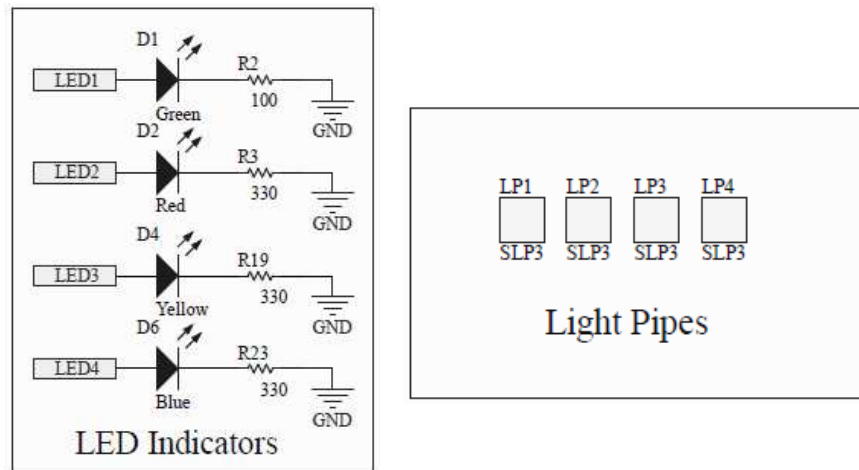 D1
LED1
R2
100
Green
GND
D2
LED2
R3
330
Red
GND
D4
LED3
R19
330
Yellow
GND
D6
LED4
R23
330
Blue
GND
LED Indicators
LP1 LP2 LP3 LP4
SLP3 SLP3 SLP3 SLP3
Light Pipes